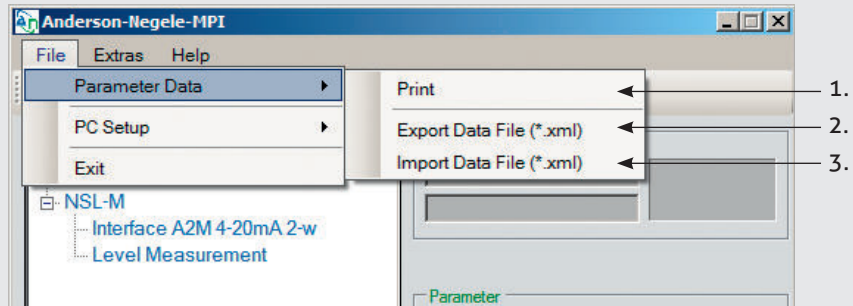 Anderson-Negele-MPI
File Extras Help
Parameter Data
Print
1.
PC Setup
Export Data File (*.xml)
2.
Exit
Import Data File (*.xml)
3.
NSL-M
Interface A2M 4-20mA 2-w
Level Measurement
Parameter